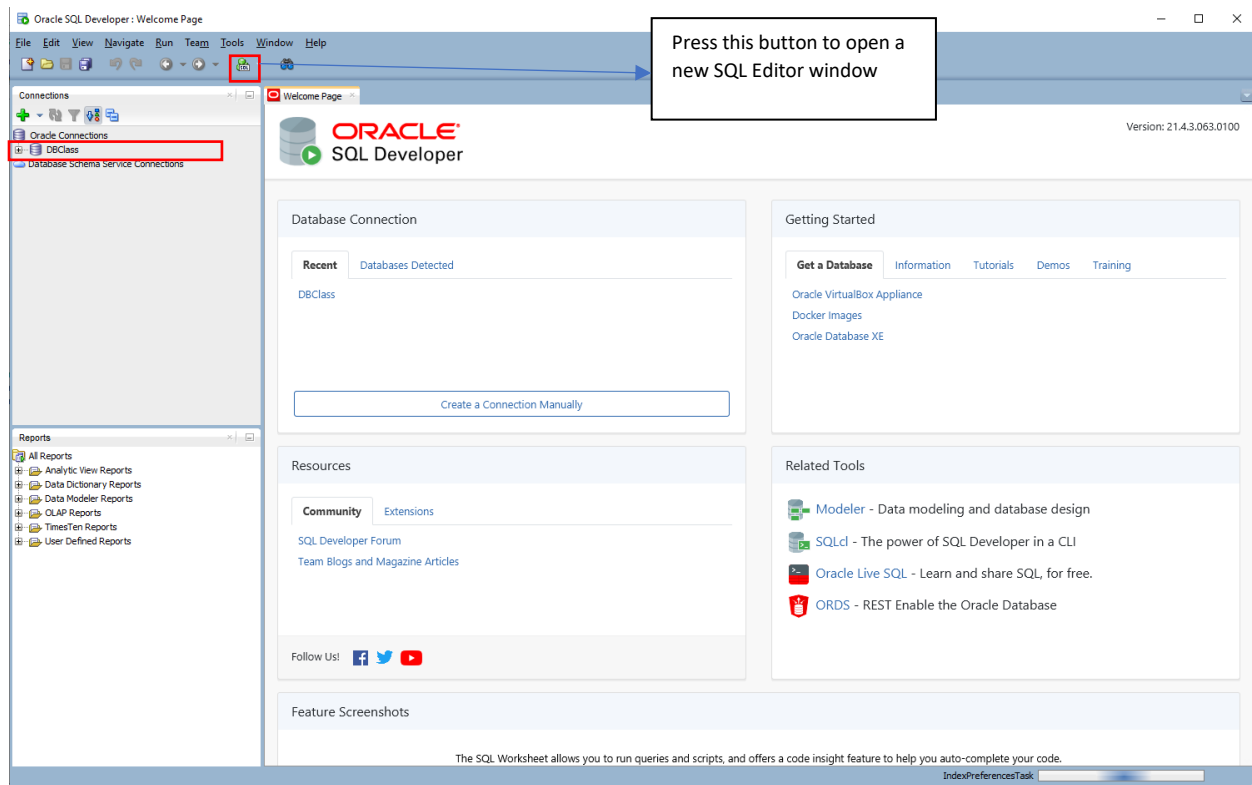 Oracle SQL Developer : Welcome Page
File Edit View Navigate Run Team Tools Window Help
SQL
Press this button to open a
new SQL Editor window
Connections
Oracle Connections
DBClass
Database Schema Service Connections
Welcome Page
ORACLE
SQL Developer
Version: 21.4.3.063.0100
Database Connection
Recent Databases Detected
DBClass
Create a Connection Manually
Getting Started
Get a Database Information Tutorials Demos Training
Oracle VirtualBox Appliance
Docker Images
Oracle Database XE
Reports
All Reports
Analytic View Reports
Data Dictionary Reports
Data Modeler Reports
OLAP Reports
TimesTen Reports
User Defined Reports
Resources
Community Extensions
SQL Developer Forum
Team Blogs and Magazine Articles
Follow Us!
Related Tools
Modeler - Data modeling and database design
SQLcl - The power of SQL Developer in a CLI
Oracle Live SQL - Learn and share SQL, for free.
ORDS - REST Enable the Oracle Database
Feature Screenshots
The SQL Worksheet allows you to run queries and scripts, and offers a code insight feature to help you auto-complete your code.
IndexPreferencesTask